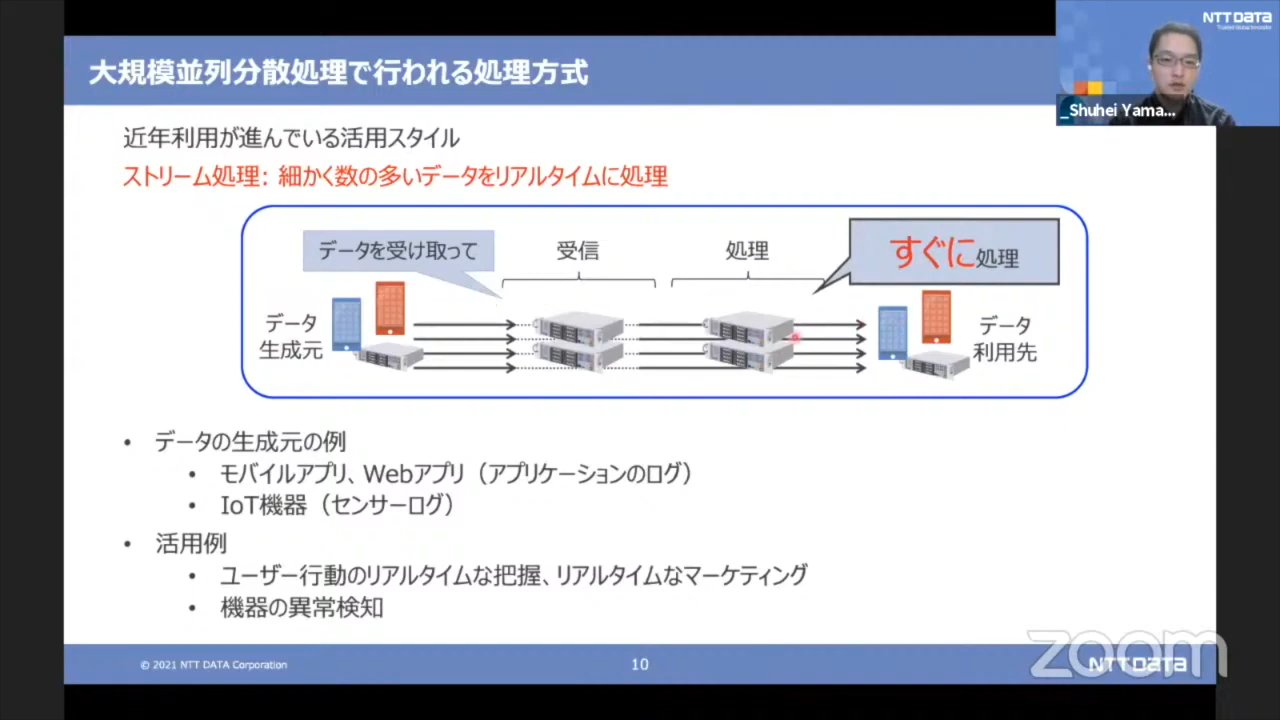 大規模並列分散処理で行われる処理方式
NTT DATA
Trusted Global Innovator
_Shuhei Yama...
近年利用が進んでいる活用スタイル
ストリーム処理: 細かく数の多いデータをリアルタイムに処理
データを受け取って
受信
処理
すぐに処理
データ
生成元
データ
利用先
• データの生成元の例
• モバイルアプリ、Webアプリ（アプリケーションのログ）
• IoT機器（センサーログ）
• 活用例
• ユーザー行動のリアルタイムな把握、リアルタイムなマーケティング
• 機器の異常検知
© 2021 NTT DATA Corporation
10
zoom
NTT DATA